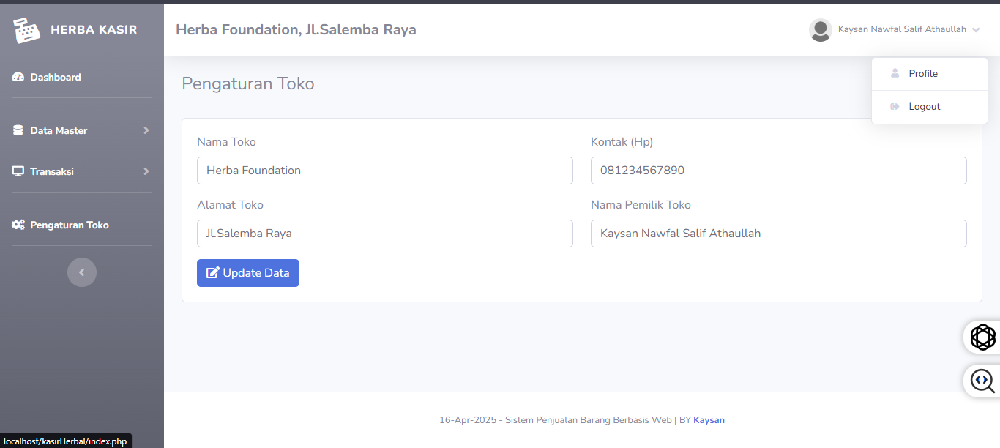 HERBA KASIR
Herba Foundation, Jl.Salemba Raya
Kaysan Nawfal Salif Athaullah
Profile
Logout
Dashboard
Data Master
Transaksi
Pengaturan Toko
Pengaturan Toko
Nama Toko
Kontak (Hp)
Herba Foundation
081234567890
Alamat Toko
Nama Pemilik Toko
Jl.Salemba Raya
Kaysan Nawfal Salif Athaullah
Update Data
16-Apr-2025 - Sistem Penjualan Barang Berbasis Web | BY Kaysan
localhost/kasirHerbal/index.php